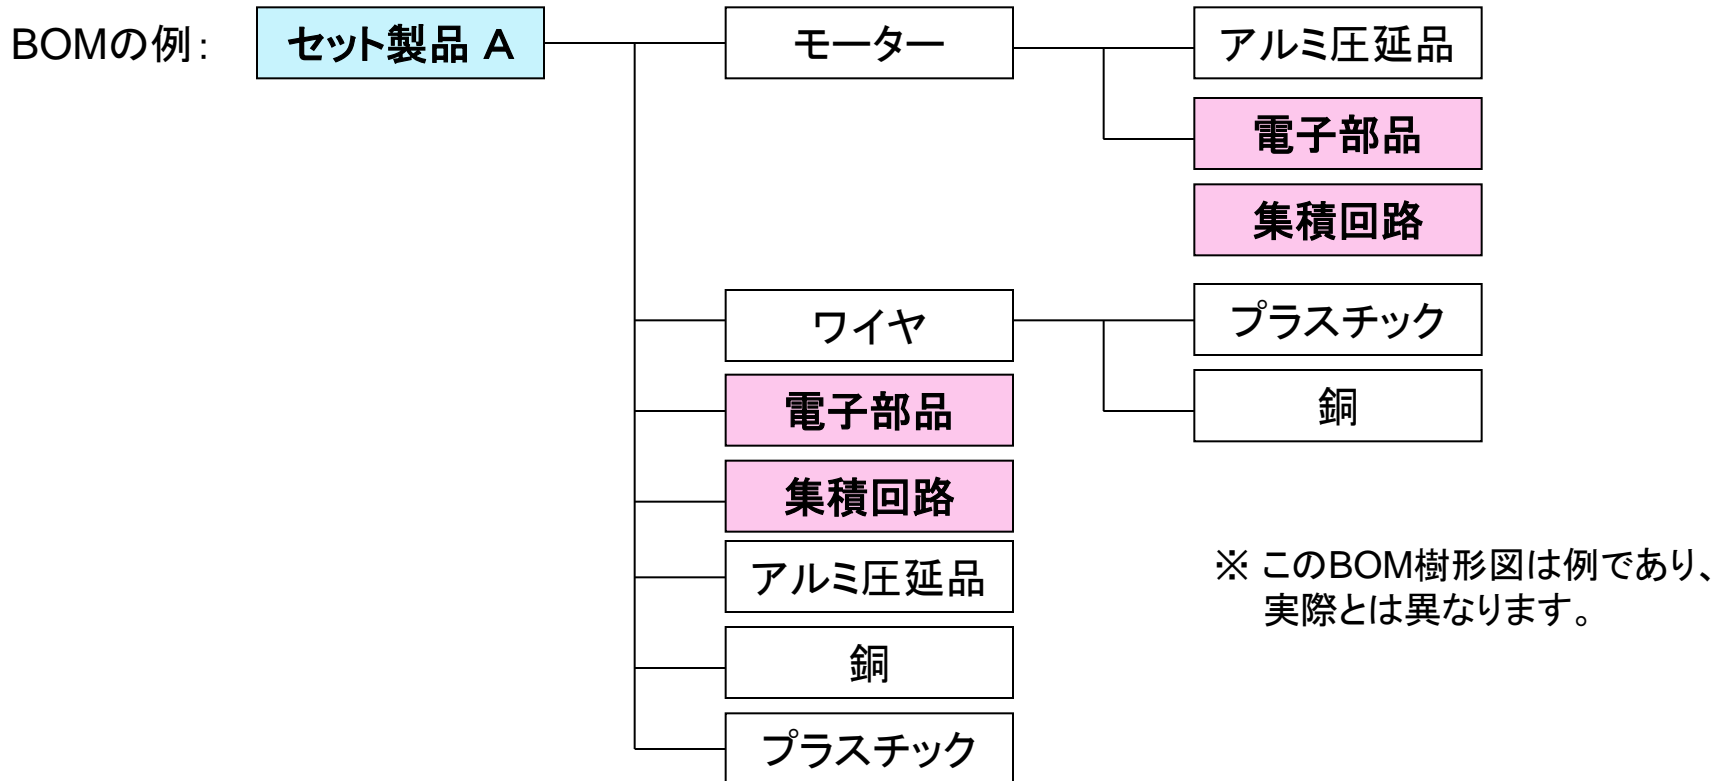 BOMの例：
セット製品 A
モーター
アルミ圧延品
電子部品
集積回路
ワイヤ
プラスチック
銅
電子部品
集積回路
アルミ圧延品
銅
プラスチック
※ このBOM樹形図は例であり、
実際とは異なります。